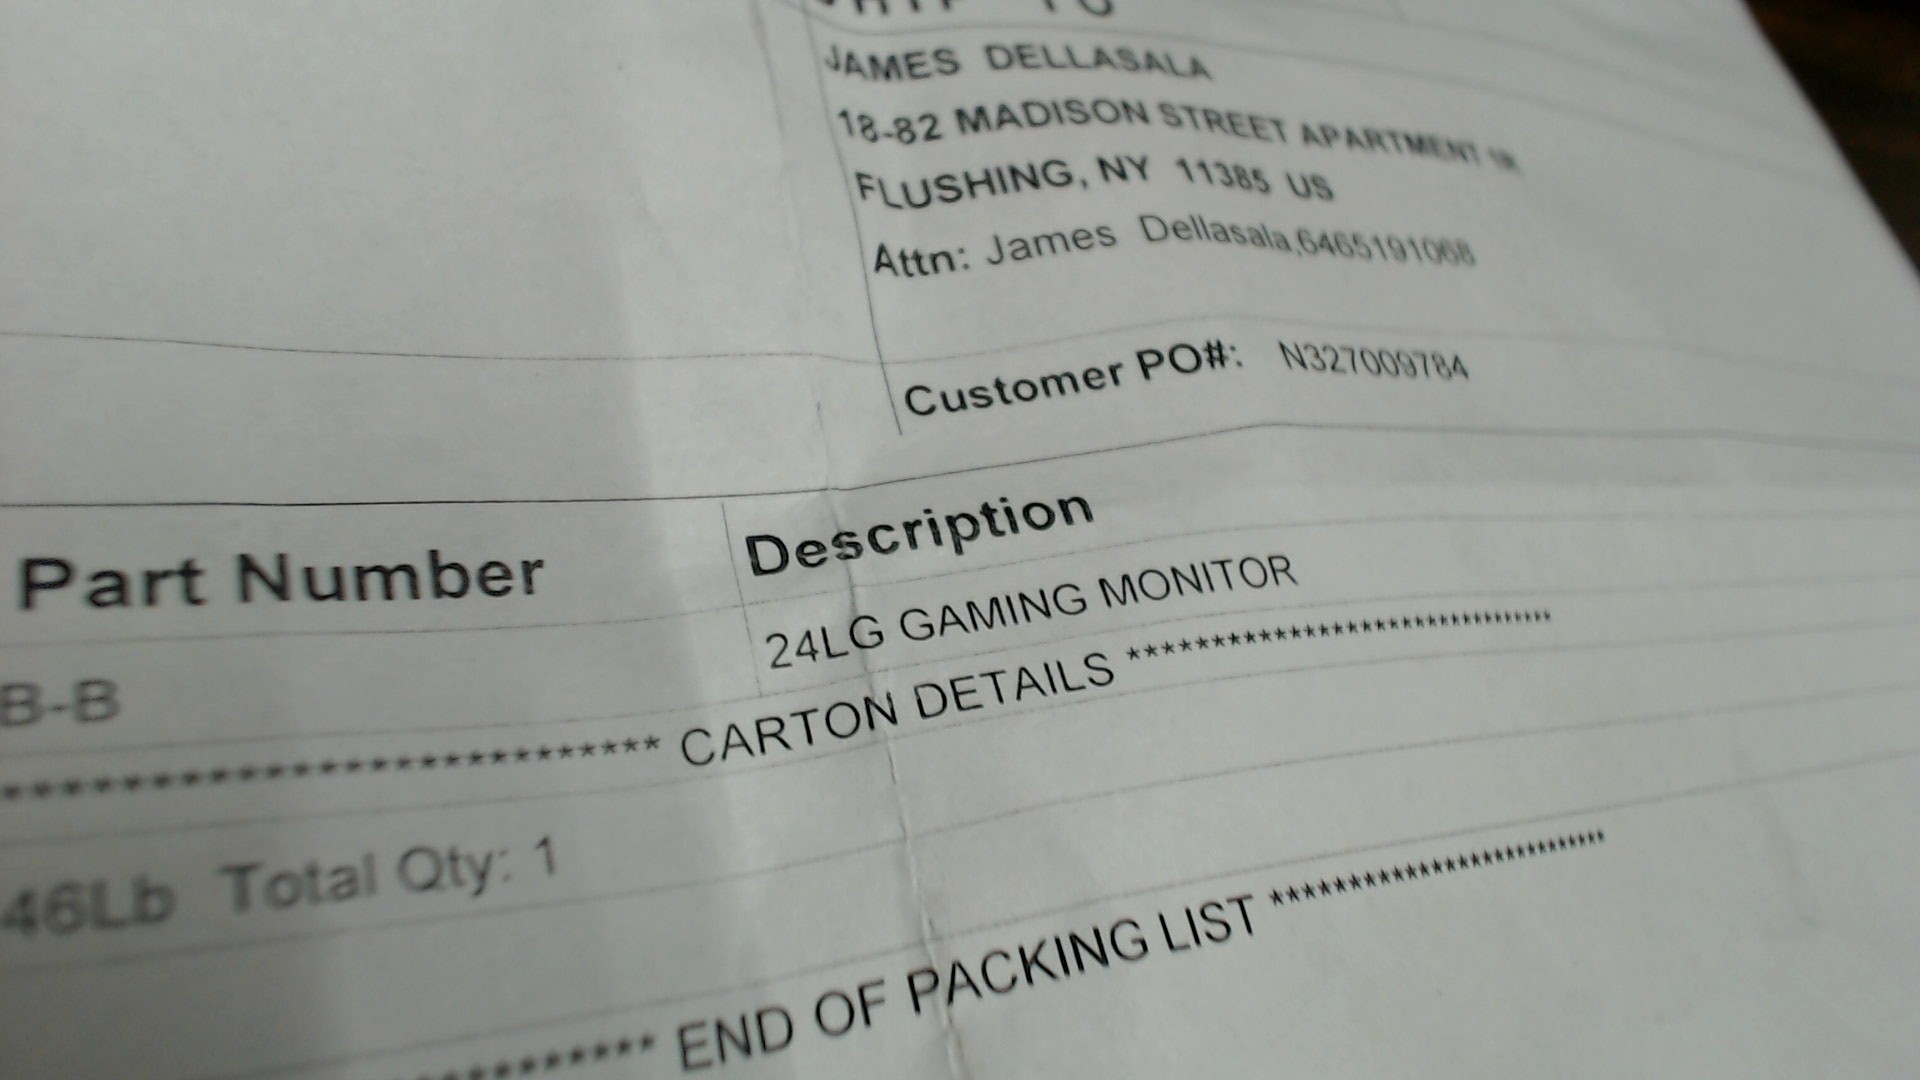 JAMES DELLASALA
18-82 MADISON STREET APARTMENT
FLUSHING, NY 11385 US
Attn: James Dellasala,6465191068
Customer PO#: N327009784
Part Number Description
B-B 24LG GAMING MONITOR
*************************** CARTON DETAILS ***********************************
46Lb Total Qty: 1
*********** END OF PACKING LIST *****************************